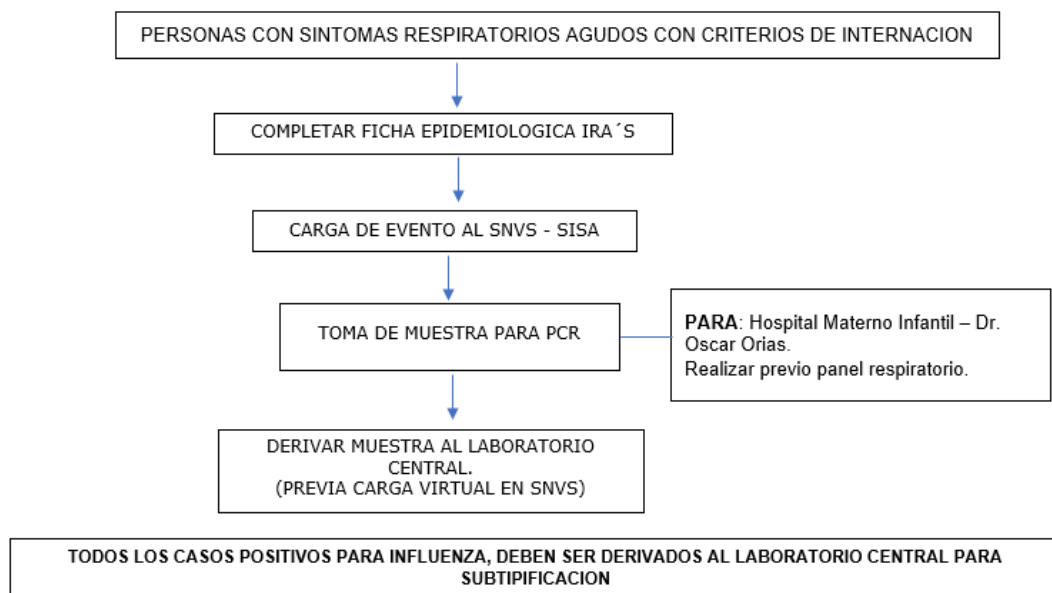 PERSONAS CON SINTOMAS RESPIRATORIOS AGUDOS CON CRITERIOS DE INTERNACION
COMPLETAR FICHA EPIDEMIOLOGICA IRA´S
CARGA DE EVENTO AL SNVS - SISA
TOMA DE MUESTRA PARA PCR
PARA: Hospital Materno Infantil – Dr.
Oscar Orias.
Realizar previo panel respiratorio.
DERIVAR MUESTRA AL LABORATORIO
CENTRAL.
(PREVIA CARGA VIRTUAL EN SNVS)
TODOS LOS CASOS POSITIVOS PARA INFLUENZA, DEBEN SER DERIVADOS AL LABORATORIO CENTRAL PARA
SUBTIPIFICACION